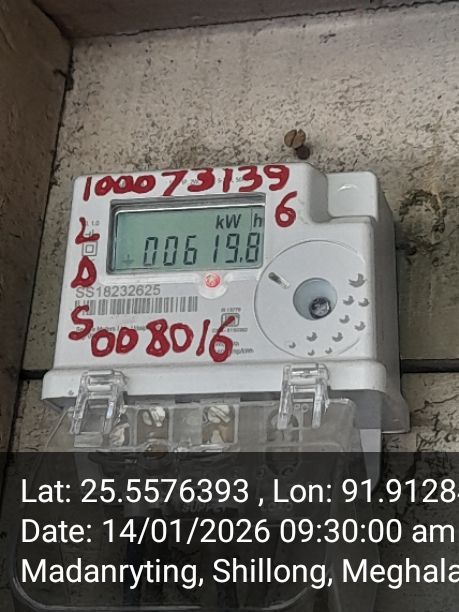 100073139
6
kW h
00619.8
L
D
S
SS18232625
008016
Lat: 25.5576393 , Lon: 91.9128
Date: 14/01/2026 09:30:00 am
Madanryting, Shillong, Meghala